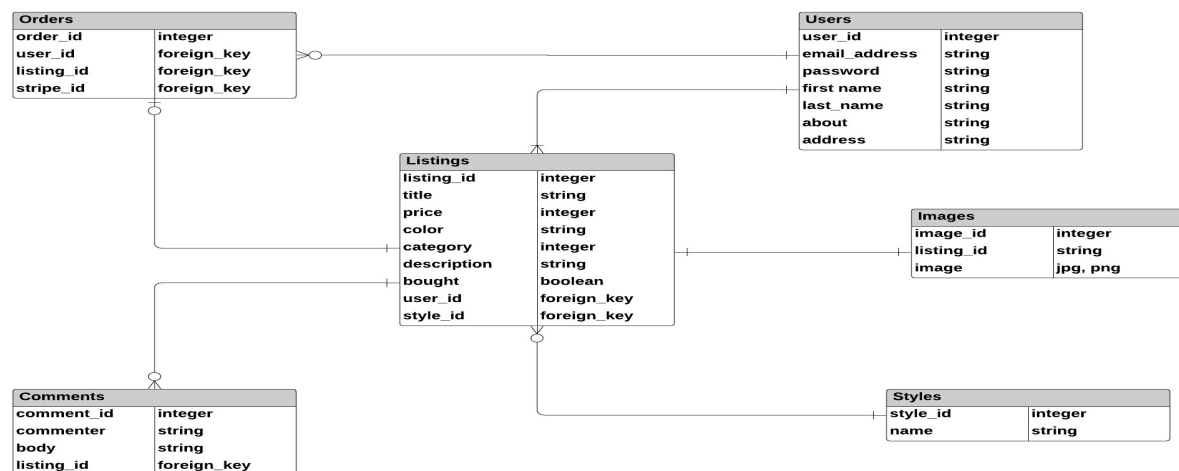 Orders
order_id integer
user_id foreign_key
listing_id foreign_key
stripe_id foreign_key
Users
user_id integer
email_address string
password string
first name string
last_name string
about string
address string
Listings
listing_id integer
title string
price integer
color string
category integer
description string
bought boolean
user_id foreign_key
style_id foreign_key
Images
image_id integer
listing_id string
image jpg, png
Comments
comment_id integer
commenter string
body string
listing_id foreign_key
Styles
style_id integer
name string